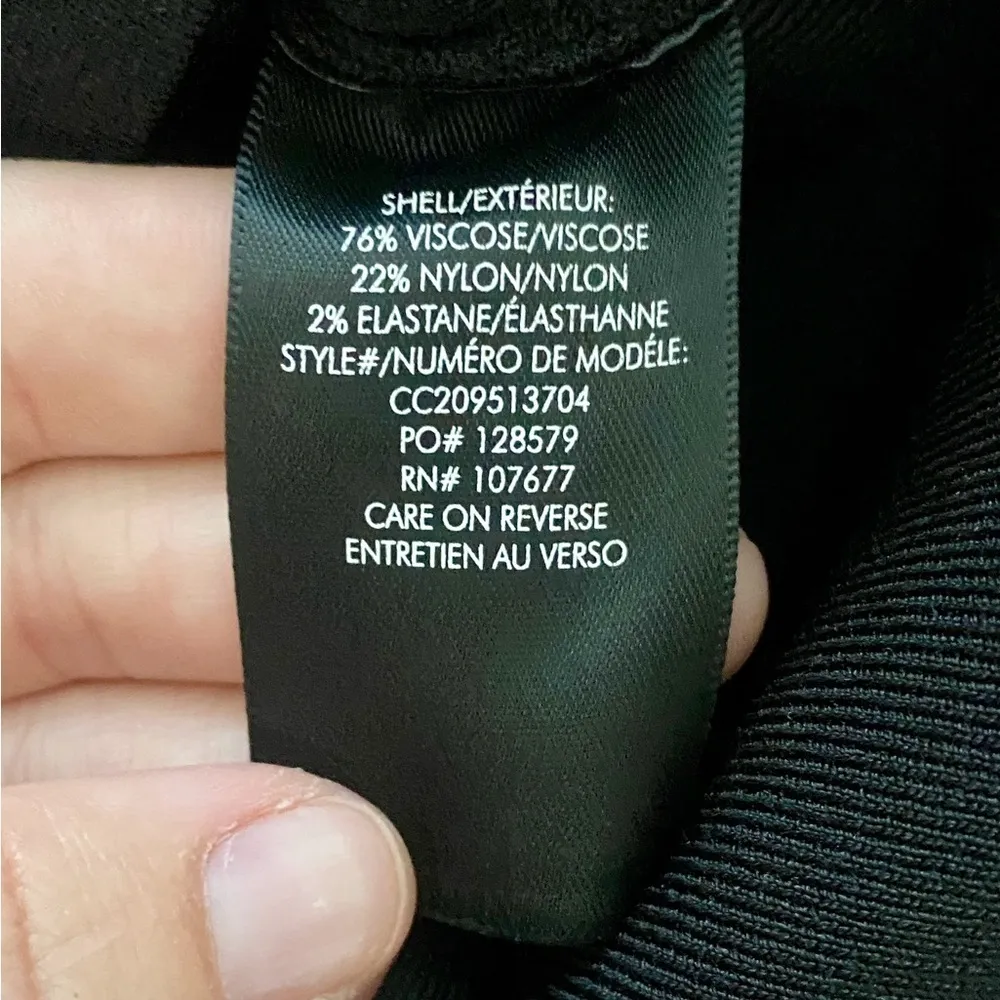 SHELL/EXTÉRIEUR:
76% VISCOSE/VISCOSE
22% NYLON/NYLON
2% ELASTANE/ÉLASTHANNE
STYLE#/NUMÉRO DE MODÉLE:
CC209513704
PO# 128579
RN# 107677
CARE ON REVERSE
ENTRETIEN AU VERSO